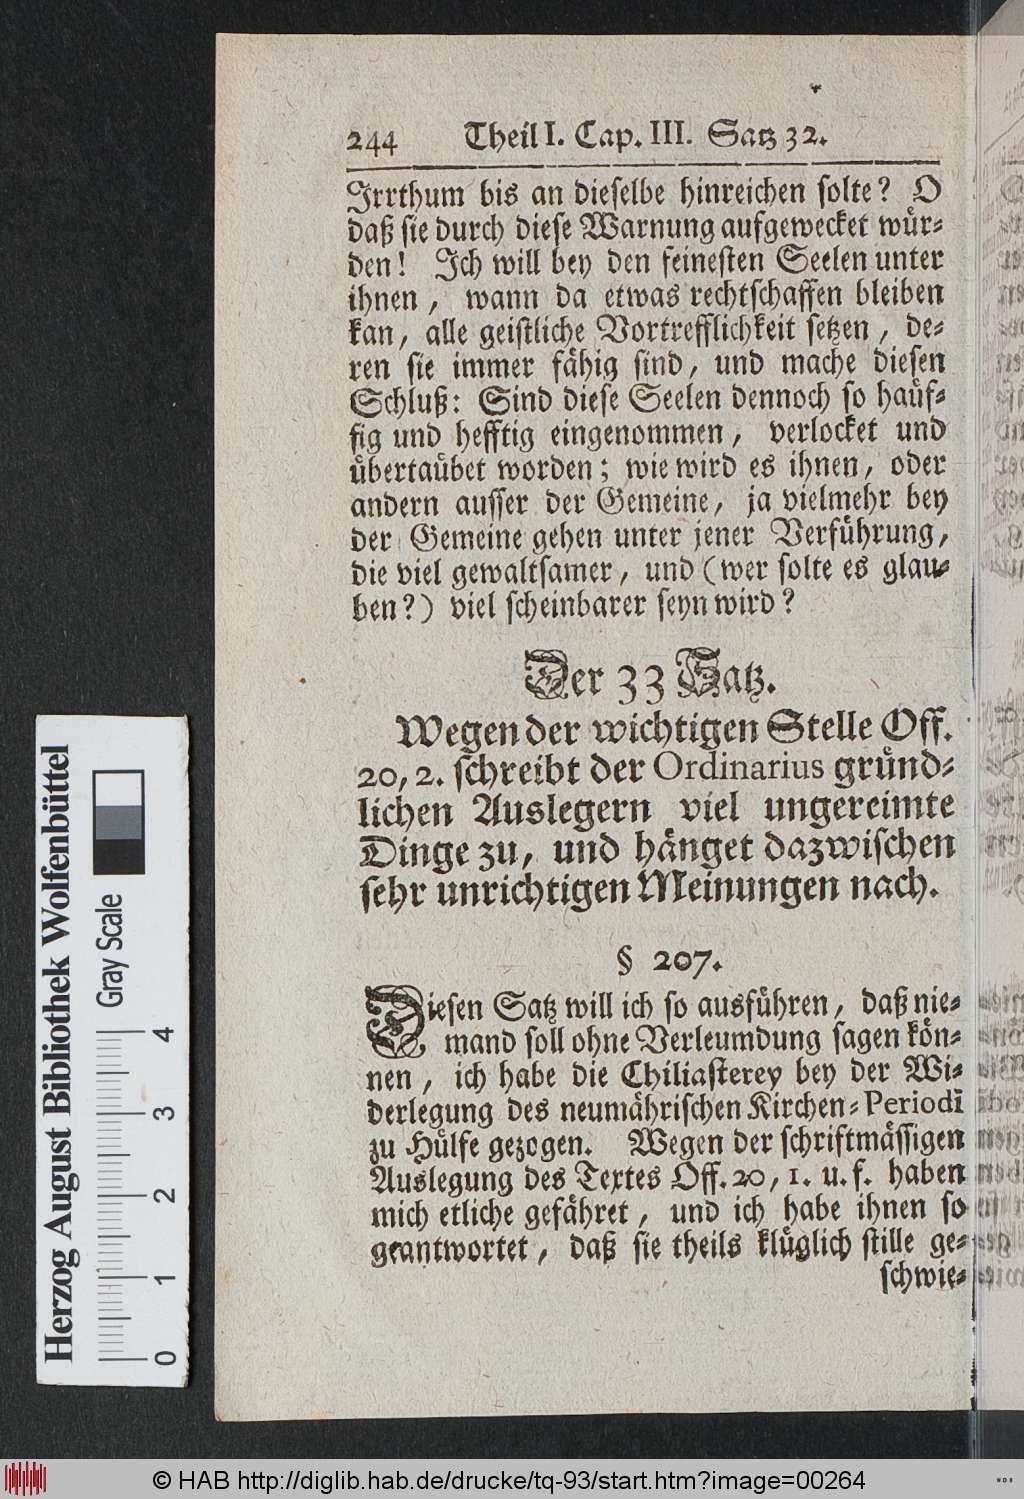 244 Theil I. Cap. III. Satz 32.
Irrthum bis an dieselbe hinreichen solte? O
daß sie durch diese Warnung aufgewecket wür-
den! Ich will bey den feinesten Seelen unter
ihnen, wann da etwas rechtschaffen bleiben
kan, alle geistliche Vortrefflichkeit setzen, de-
ren sie immer fähig sind, und mache diesen
Schluß: Sind diese Seelen dennoch so haüf-
fig und hefftig eingenommen, verlocket und
übertaübet worden; wie wird es ihnen, oder
andern ausser der Gemeine, ja vielmehr bey
der Gemeine gehen unter jener Verführung,
die viel gewaltsamer, und (wer solte es glau-
ben?) viel scheinbarer seyn wird?
Der 33 Satz.
Wegen der wichtigen Stelle Off.
20, 2. schreibt der Ordinarius gründ-
lichen Auslegern viel ungereimte
Dinge zu, und hänget dazwischen
sehr unrichtigen Meinungen nach.
§ 207.
Diesen Satz will ich so ausführen, daß nie-
mand soll ohne Verleumdung sagen kön-
nen, ich habe die Chiliasterey bey der Wi-
derlegung des neumährischen Kirchen-Periodi
zu Hülfe gezogen. Wegen der schriftmässigen
Auslegung des Textes Off. 20, 1. u. f. haben
mich etliche gefähret, und ich habe ihnen so
geantwortet, daß sie theils klüglich stille ge-
schwie-
Herzog August Bibliothek Wolfenbüttel
Gray Scale
0 1 2 3 4
© HAB http://diglib.hab.de/drucke/tq-93/start.htm?image=00264